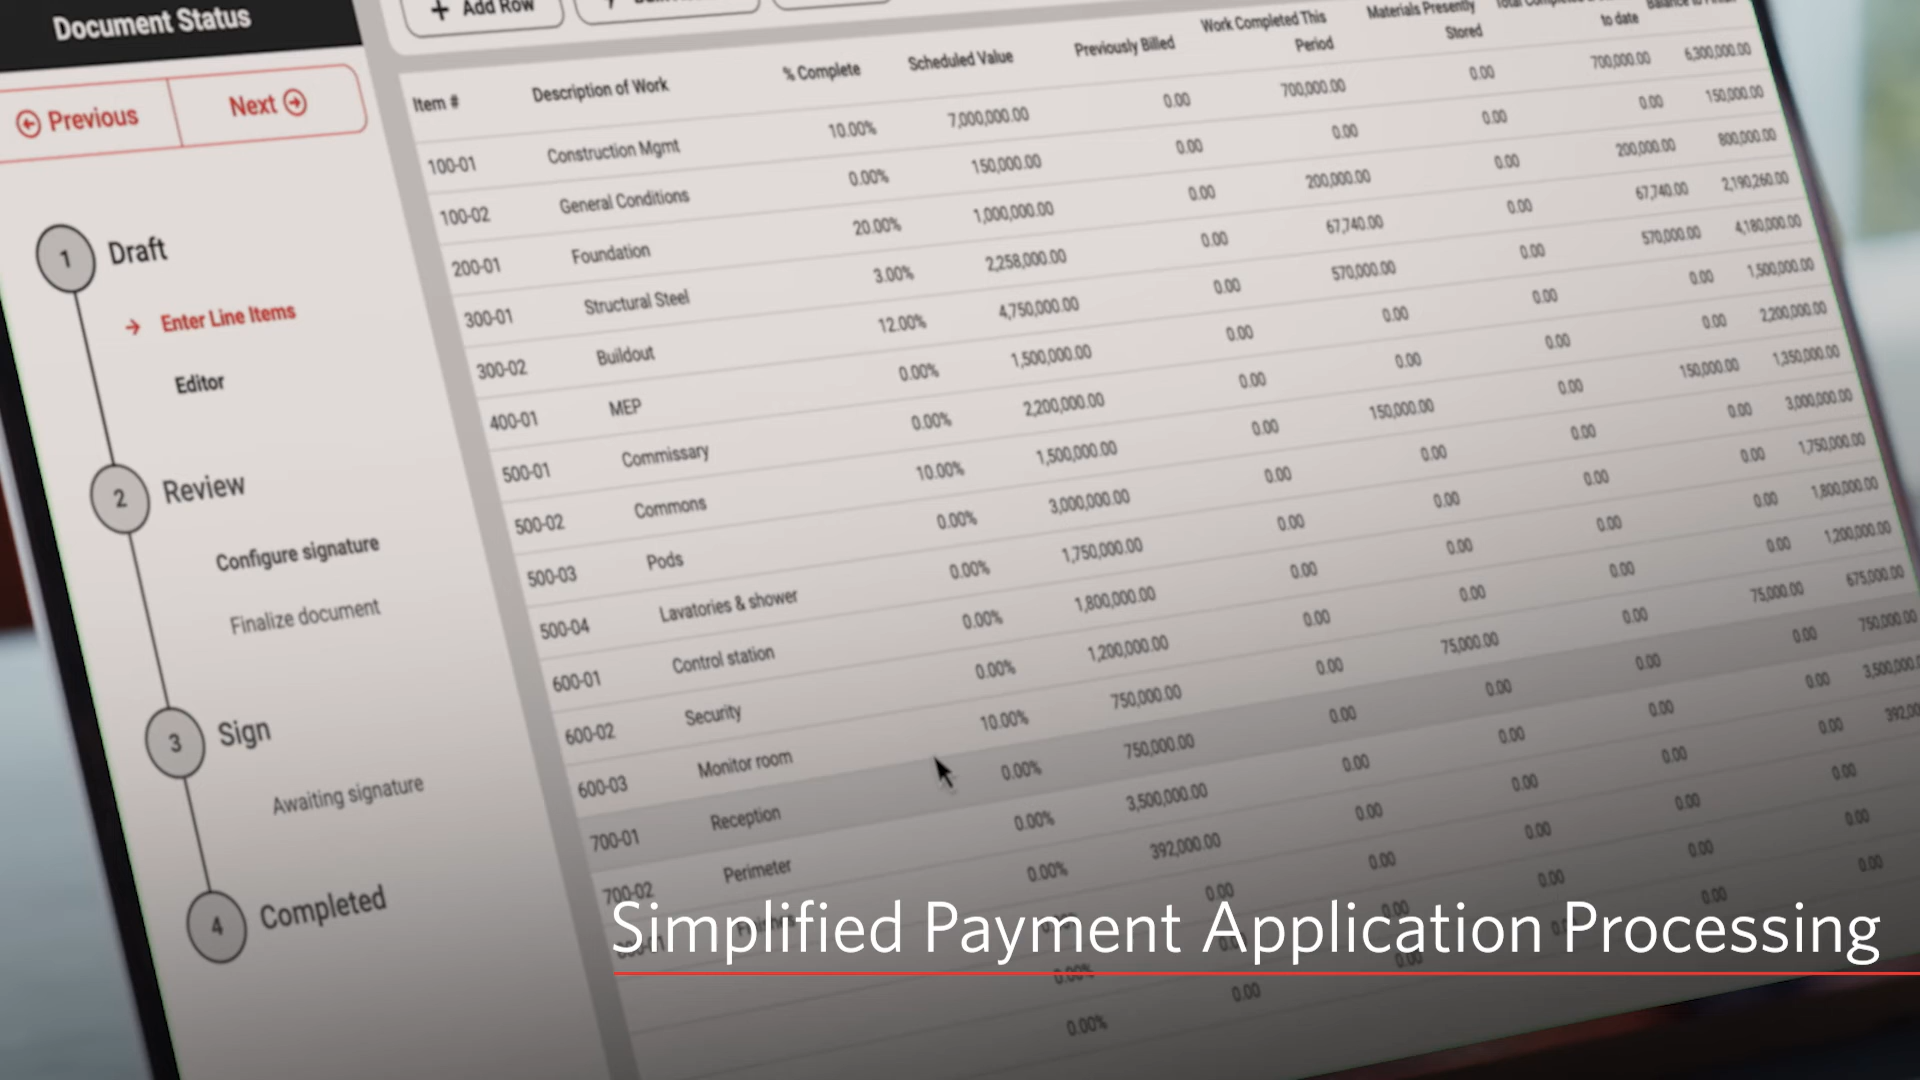 Document Status
Previous
Next
1 Draft
Enter Line Items
Editor
2 Review
Configure signature
Finalize document
3 Sign
Awaiting signature
4 Completed
Add Row
Item # Description of Work % Complete Scheduled Value Previously Billed Work Completed This Period Materials Presently Stored to date
100-01 Construction Mgmt 10.00% 7,000,000.00 0.00 700,000.00 0.00 700,000.00 6,300,000.00
100-02 General Conditions 0.00% 150,000.00 0.00 0.00 0.00 0.00 150,000.00
200-01 Foundation 20.00% 1,000,000.00 0.00 200,000.00 0.00 200,000.00 800,000.00
300-01 Structural Steel 3.00% 2,258,000.00 0.00 67,740.00 0.00 67,740.00 2,190,260.00
300-02 Buildout 12.00% 4,750,000.00 0.00 570,000.00 0.00 570,000.00 4,180,000.00
400-01 MEP 0.00% 1,500,000.00 0.00 0.00 0.00 0.00 1,500,000.00
500-01 Commissary 0.00% 2,200,000.00 0.00 0.00 0.00 0.00 2,200,000.00
500-02 Commons 10.00% 1,500,000.00 0.00 150,000.00 0.00 150,000.00 1,350,000.00
500-03 Pods 0.00% 3,000,000.00 0.00 0.00 0.00 0.00 3,000,000.00
500-04 Lavatories & shower 0.00% 1,750,000.00 0.00 0.00 0.00 0.00 1,750,000.00
600-01 Control station 0.00% 1,800,000.00 0.00 0.00 0.00 0.00 1,800,000.00
600-02 Security 0.00% 1,200,000.00 0.00 0.00 0.00 0.00 1,200,000.00
600-03 Monitor room 10.00% 750,000.00 0.00 75,000.00 0.00 75,000.00 675,000.00
700-01 Reception 0.00% 750,000.00 0.00 0.00 0.00 0.00 750,000.00
700-02 Perimeter 0.00% 3,500,000.00 0.00 0.00 0.00 0.00
0.00% 392,000.00 0.00 0.00 0.00 0.00
0.00 0.00 0.00 0.00
0.00% 0.00 0.00 0.00
0.00% 0.00
Simplified Payment Application Processing